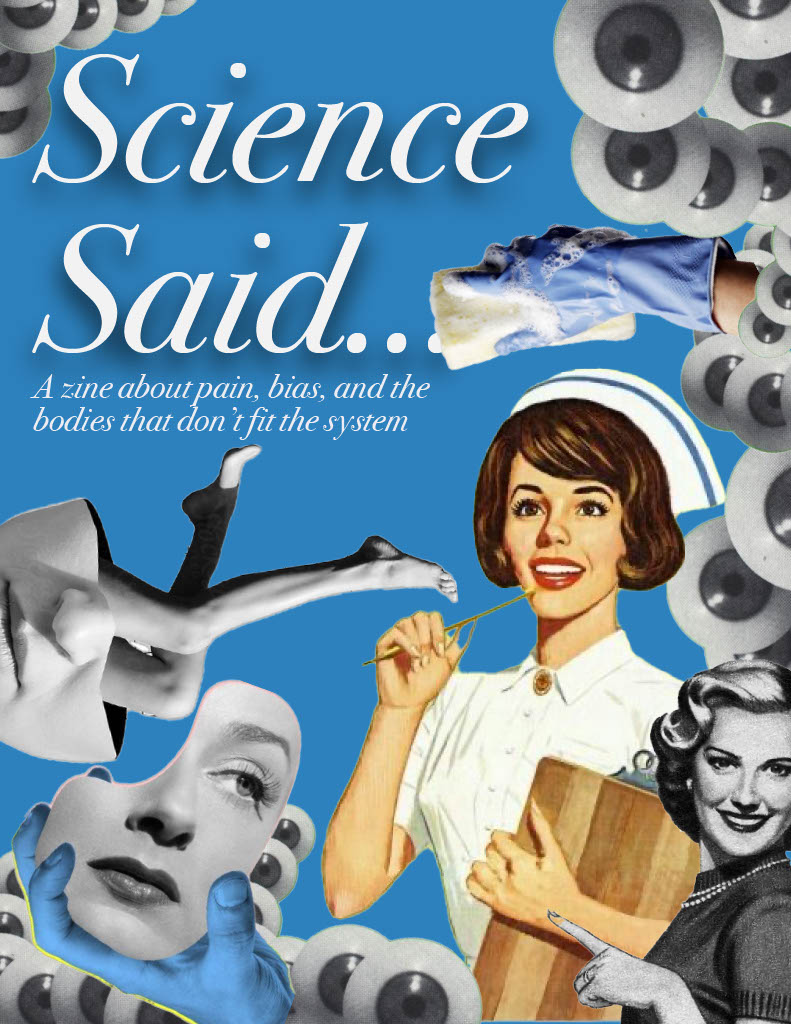 Science
Said...
A zine about pain, bias, and the
bodies that don't fit the system